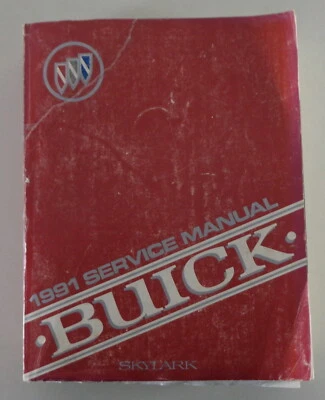 1991 SERVICE MANUAL
·BUICK·
SKYLARK